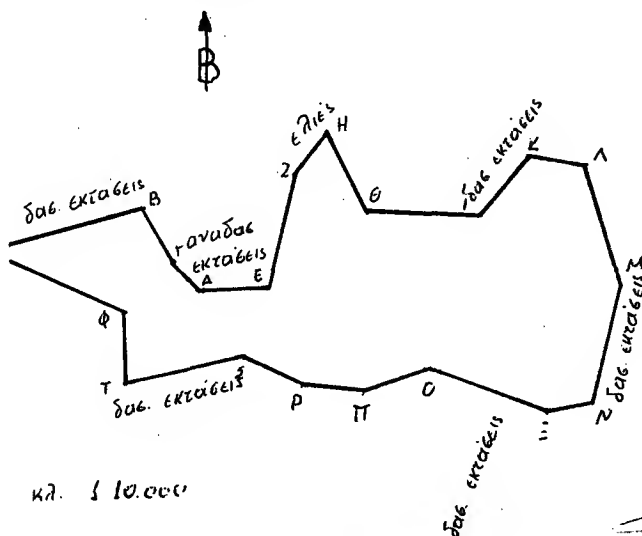 Β
ελιές
Η
Ζ
δασ. εκτάσεις
Κ
Λ
δασ. εκτάσεις
Β
Θ
Ι
Γ
αναδασ
εκτάσεις
Δ
Ε
Μ
δασ. εκτάσεις
Φ
Τ
δασ. εκτάσεις
Σ
Ρ
Π
Ο
Ξ
Ν
δασ. εκτάσεις
κλ. 1 10.000